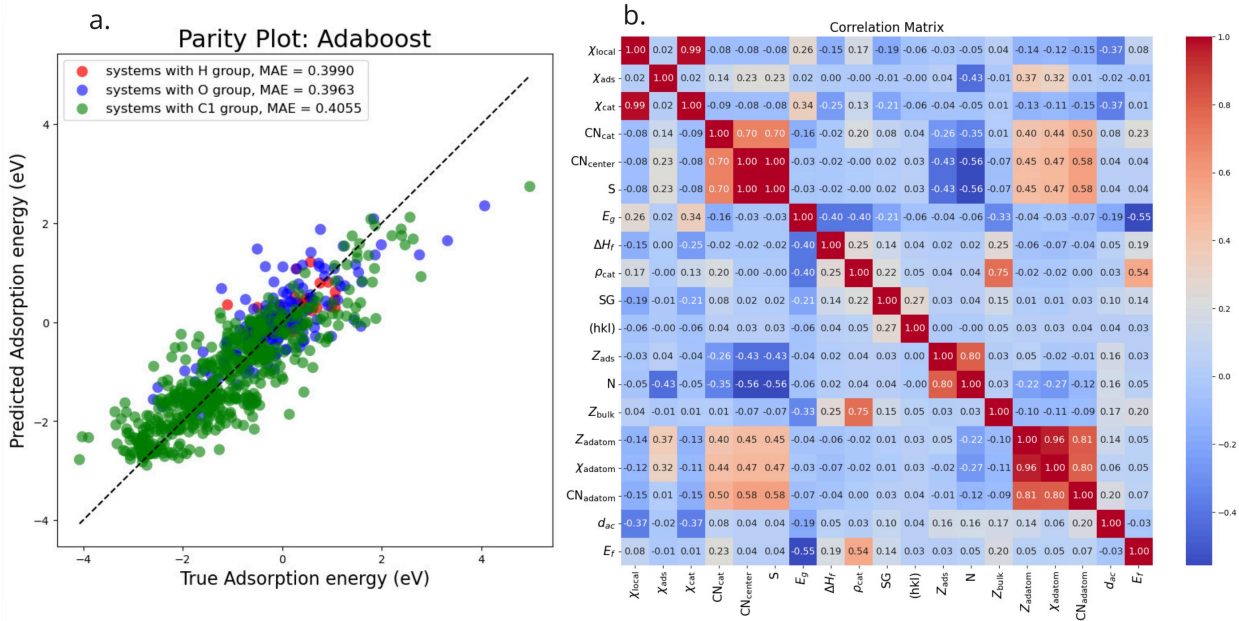 a.
Parity Plot: Adaboost
systems with H group, MAE = 0.3990
systems with O group, MAE = 0.3963
systems with C1 group, MAE = 0.4055
Predicted Adsorption energy (eV)
4
2
0
−2
−4
−4 −2 0 2 4
True Adsorption energy (eV)
b.
Correlation Matrix
χlocal 1.00 0.02 0.99 -0.08 -0.08 -0.08 0.26 -0.15 0.17 -0.19 -0.06 -0.03 -0.05 0.04 -0.14 -0.12 -0.15 -0.37 0.08
χads 0.02 1.00 0.02 0.14 0.23 0.23 0.02 0.00 -0.00 -0.01 -0.00 -0.04 -0.43 -0.01 0.37 0.32 0.01 -0.02 -0.01
χcat 0.99 0.02 1.00 -0.09 -0.08 -0.08 0.34 -0.25 0.13 -0.21 -0.06 -0.04 -0.05 0.01 -0.13 -0.11 -0.15 -0.37 0.01
CNcat -0.08 0.14 -0.09 1.00 0.70 0.70 -0.16 -0.02 0.20 0.08 0.04 -0.26 -0.35 0.01 0.40 0.44 0.50 0.08 0.23
CNcenter -0.08 0.23 -0.08 0.70 1.00 1.00 -0.03 -0.02 -0.00 0.02 0.03 -0.43 -0.56 -0.07 0.45 0.47 0.58 0.04 0.04
S -0.08 0.23 -0.08 0.70 1.00 1.00 -0.03 -0.02 -0.00 0.02 0.03 -0.43 -0.56 -0.07 0.45 0.47 0.58 0.04 0.04
Eg 0.26 0.02 0.34 -0.16 -0.03 -0.03 1.00 -0.40 -0.40 -0.21 -0.06 -0.04 -0.06 -0.33 -0.04 -0.03 -0.07 -0.19 -0.55
ΔHf -0.15 0.00 -0.25 -0.02 -0.02 -0.02 -0.40 1.00 0.25 0.14 0.04 0.02 0.02 0.25 -0.06 -0.07 -0.04 0.05 0.19
ρcat 0.17 -0.00 0.13 0.20 -0.00 -0.00 -0.40 0.25 1.00 0.22 0.05 0.04 0.04 0.75 -0.02 -0.02 0.00 0.03 0.54
SG -0.19 -0.01 -0.21 0.08 0.02 0.02 -0.21 0.14 0.22 1.00 0.27 0.03 0.04 0.15 0.01 0.01 0.03 0.10 0.14
(hkl) -0.06 -0.00 -0.06 0.04 0.03 0.03 -0.06 0.04 0.05 0.27 1.00 0.00 -0.00 0.05 0.03 0.03 0.04 0.04 0.03
Zads -0.03 -0.04 -0.04 -0.26 -0.43 -0.43 -0.04 0.02 0.04 0.03 0.00 1.00 0.80 0.03 0.05 -0.02 -0.01 0.16 0.03
N -0.05 -0.43 -0.05 -0.35 -0.56 -0.56 -0.06 0.02 0.04 0.04 -0.00 0.80 1.00 0.03 -0.22 -0.27 -0.12 0.16 0.05
Zbulk 0.04 -0.01 0.01 0.01 -0.07 -0.07 -0.33 0.25 0.75 0.15 0.05 0.03 0.03 1.00 -0.10 -0.11 -0.09 0.17 0.20
Zadatom -0.14 0.37 -0.13 0.40 0.45 0.45 -0.04 -0.06 -0.02 0.01 0.03 0.05 -0.22 -0.10 1.00 0.96 0.81 0.14 0.05
χadatom -0.12 0.32 -0.11 0.44 0.47 0.47 -0.03 -0.07 -0.02 0.01 0.03 -0.02 -0.27 -0.11 0.96 1.00 0.80 0.06 0.05
CNadatom -0.15 0.01 -0.15 0.50 0.58 0.58 -0.07 -0.04 0.00 0.03 0.04 -0.01 -0.12 -0.09 0.81 0.80 1.00 0.20 0.07
dac -0.37 -0.02 -0.37 0.08 0.04 0.04 -0.19 0.05 0.03 0.10 0.04 0.16 0.16 0.17 0.14 0.06 0.20 1.00 -0.03
Ef 0.08 -0.01 0.01 0.23 0.04 0.04 -0.55 0.19 0.54 0.14 0.03 0.03 0.05 0.20 0.05 0.05 0.07 -0.03 1.00
χlocal χads χcat CNcat CNcenter S Eg ΔHf ρcat SG (hkl) Zads N Zbulk Zadatom χadatom CNadatom dac Ef
1.0
0.8
0.6
0.4
0.2
0.0
−0.2
−0.4